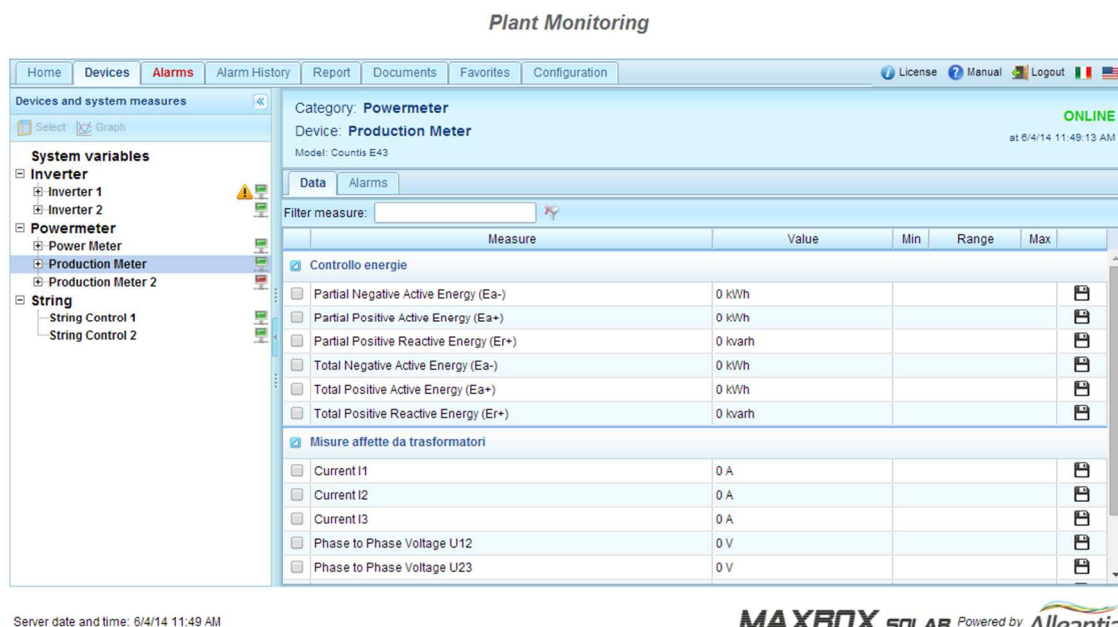 Plant Monitoring
Home Devices Alarms Alarm History Report Documents Favorites Configuration License Manual Logout
Devices and system measures
Select Graph
System variables
Inverter
Inverter 1
Inverter 2
Powermeter
Power Meter
Production Meter
Production Meter 2
String
String Control 1
String Control 2
Category: Powermeter
Device: Production Meter
Model: Countis E43
ONLINE
at 6/4/14 11:49:13 AM
Data Alarms
Filter measure:
Measure Value Min Range Max
Controllo energie
Partial Negative Active Energy (Ea-) 0 kWh
Partial Positive Active Energy (Ea+) 0 kWh
Partial Positive Reactive Energy (Er+) 0 kvarh
Total Negative Active Energy (Ea-) 0 kWh
Total Positive Active Energy (Ea+) 0 kWh
Total Positive Reactive Energy (Er+) 0 kvarh
Misure affette da trasformatori
Current I1 0 A
Current I2 0 A
Current I3 0 A
Phase to Phase Voltage U12 0 V
Phase to Phase Voltage U23 0 V
Server date and time: 6/4/14 11:49 AM
MAXBOX SOLAR Powered by Alleantia